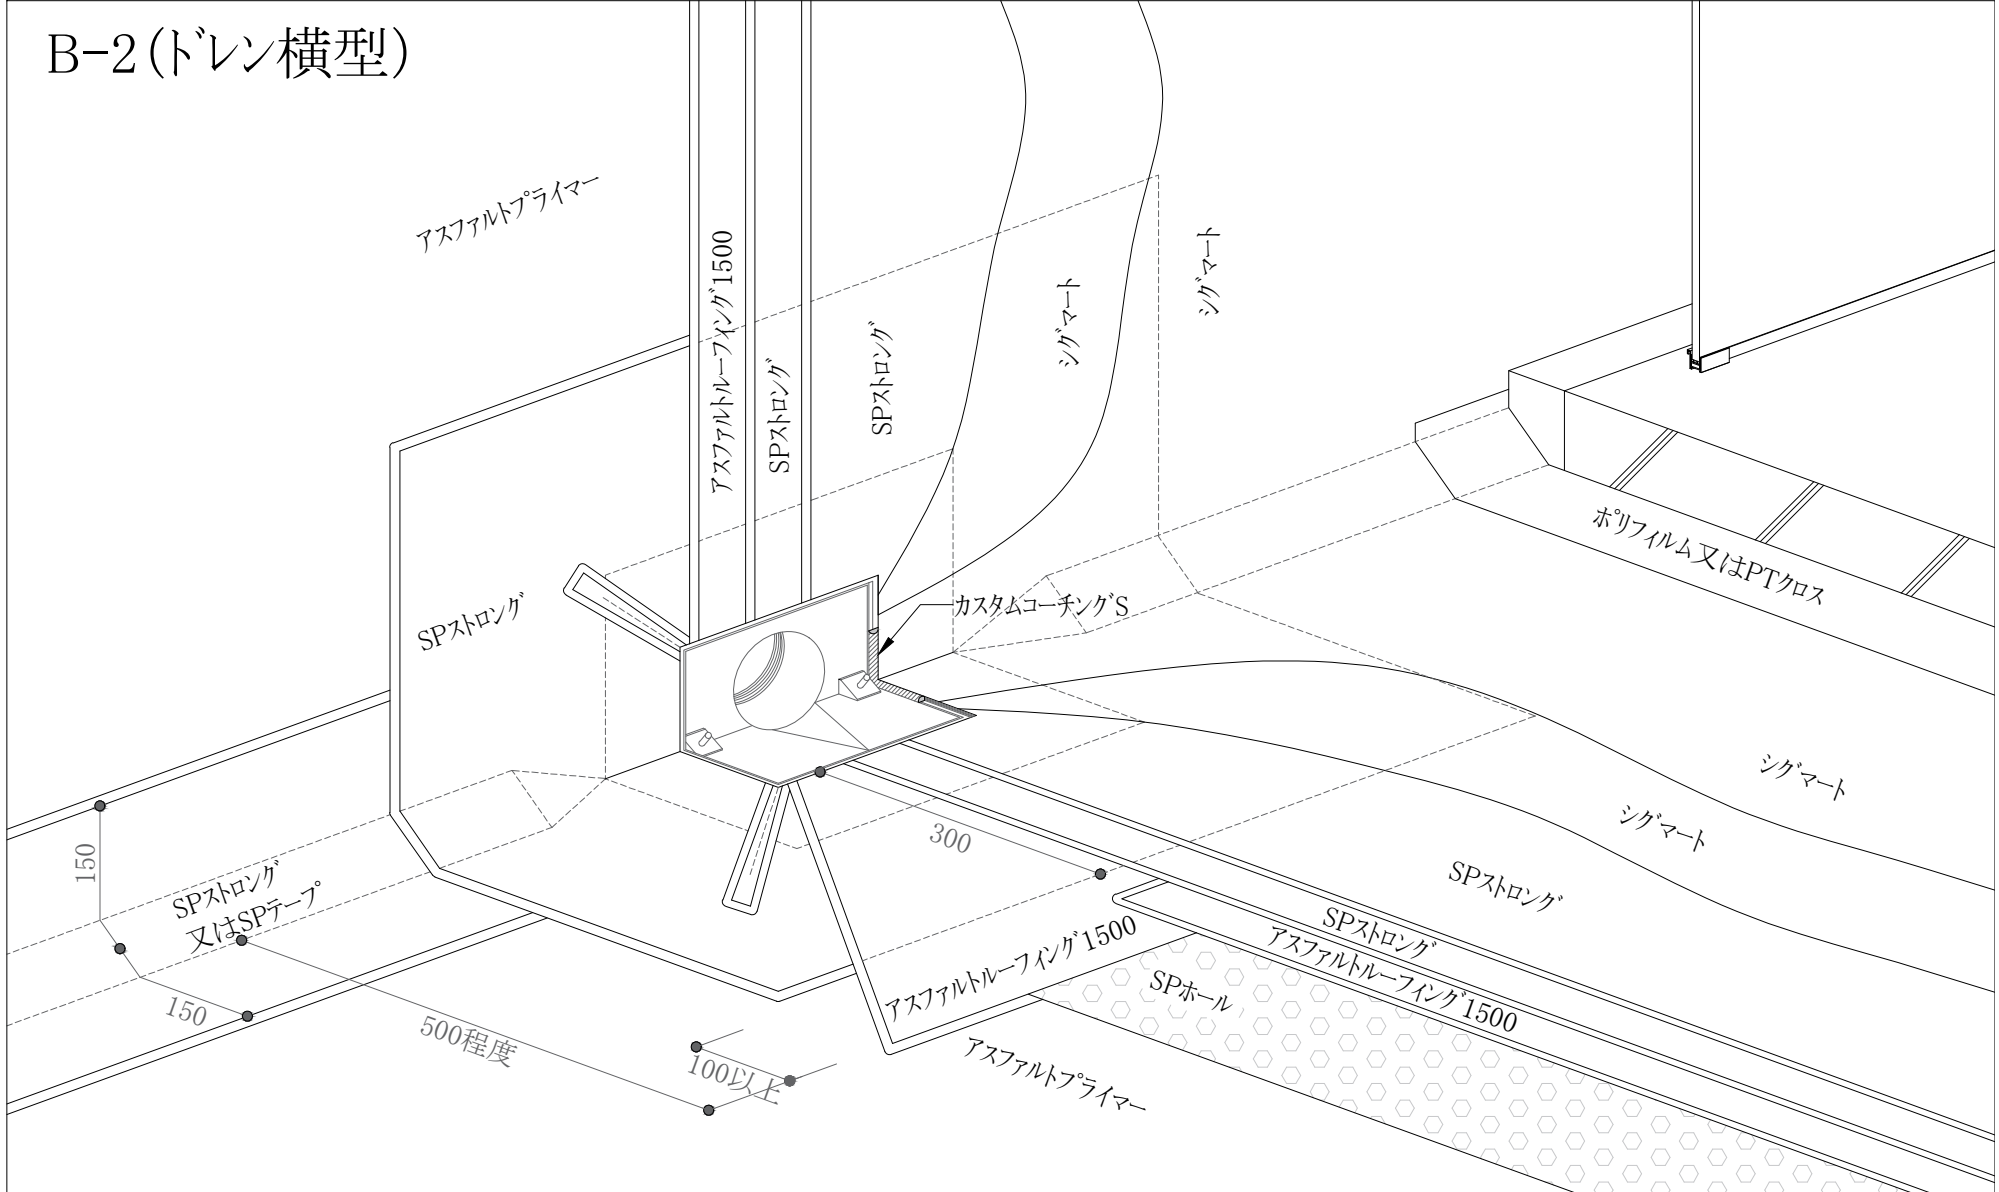 B-2(ドレン横型)
アスファルトプライマー
アスファルトルーフィング1500
SPストロング
SPストロング
シグマート
シグマート
ポリフィルム又はPTクロス
SPストロング
カスタムコーチングS
シグマート
シグマート
SPストロング
SPストロング
アスファルトルーフィング1500
300
アスファルトルーフィング1500
SPホール
アスファルトプライマー
150
SPストロング
又はSPテープ
150
500程度
100以上